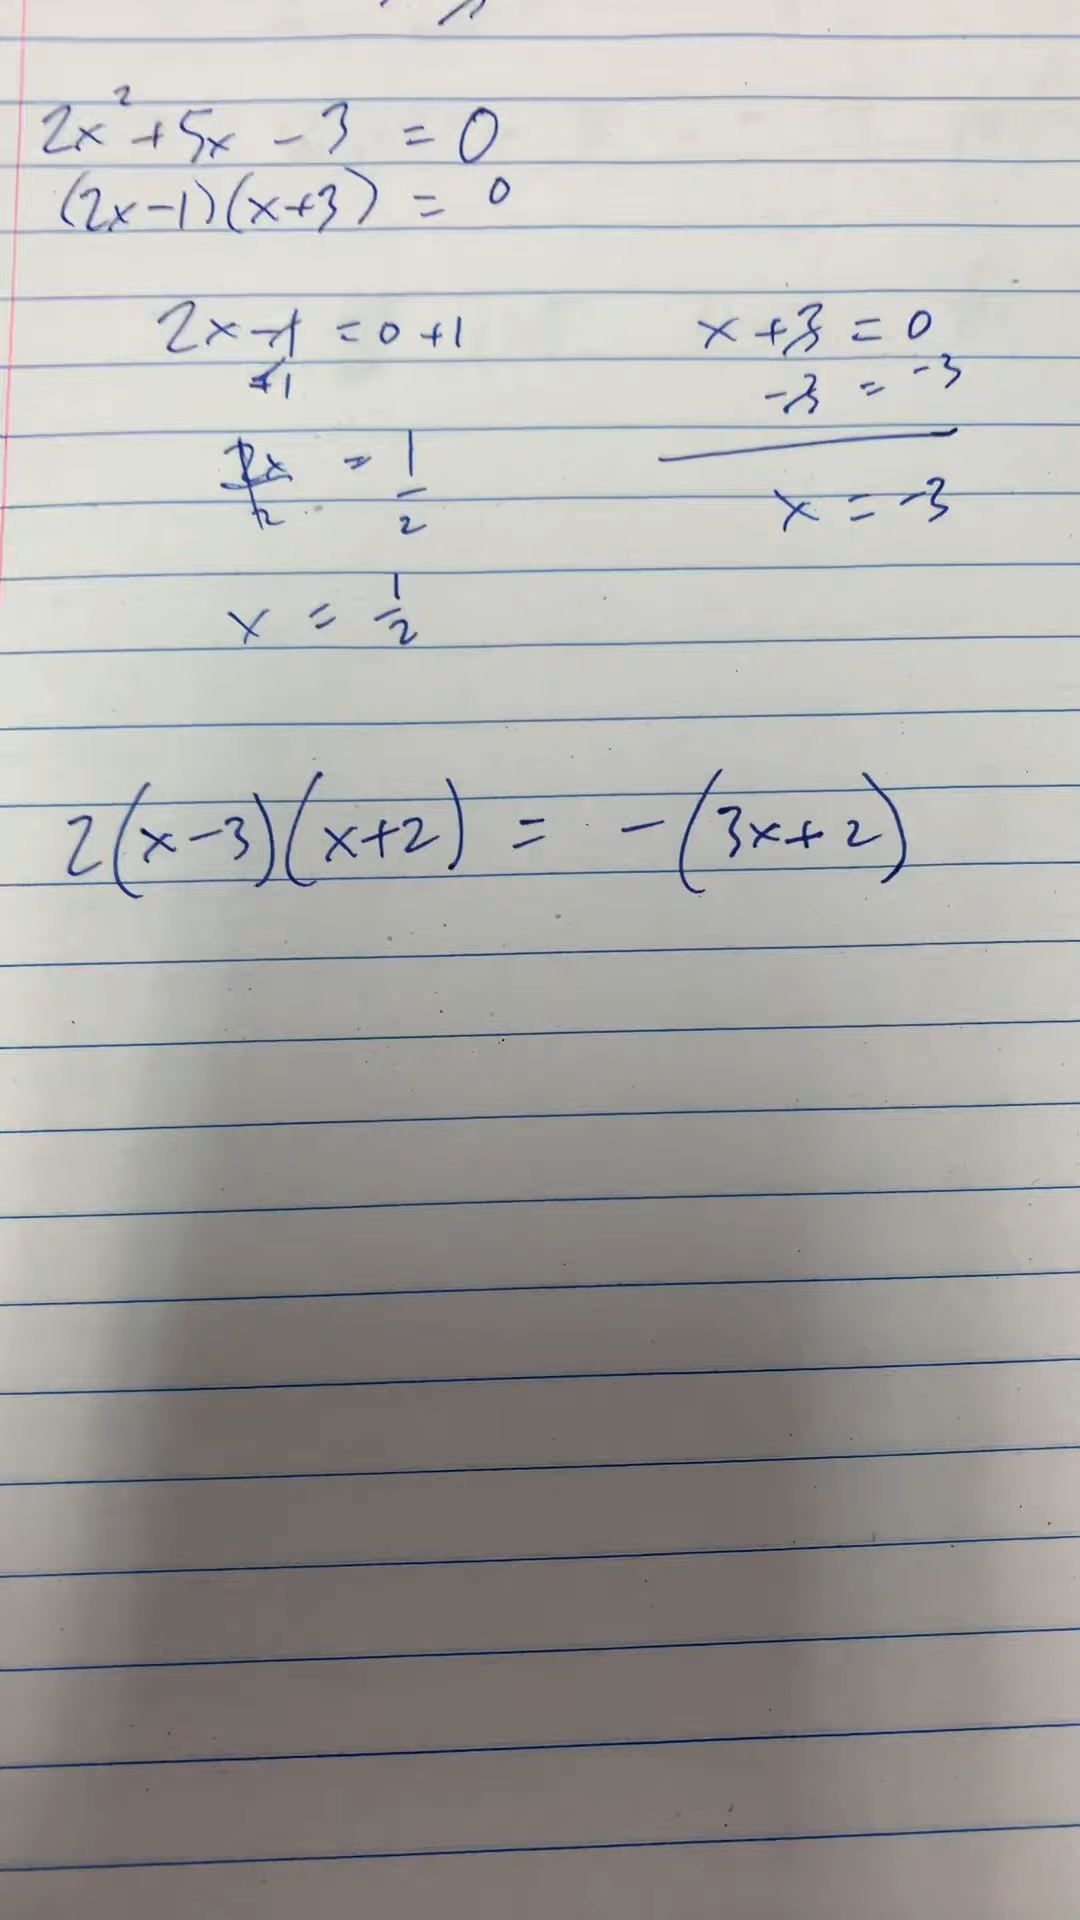 2x² + 5x - 3 = 0
(2x-1)(x+3) = 0
2x-1 = 0+1
+1
2x/2 = 1/2
x = 1/2
x+3 = 0
-3 = -3
x = -3
2(x-3)(x+2) = -(3x+2)